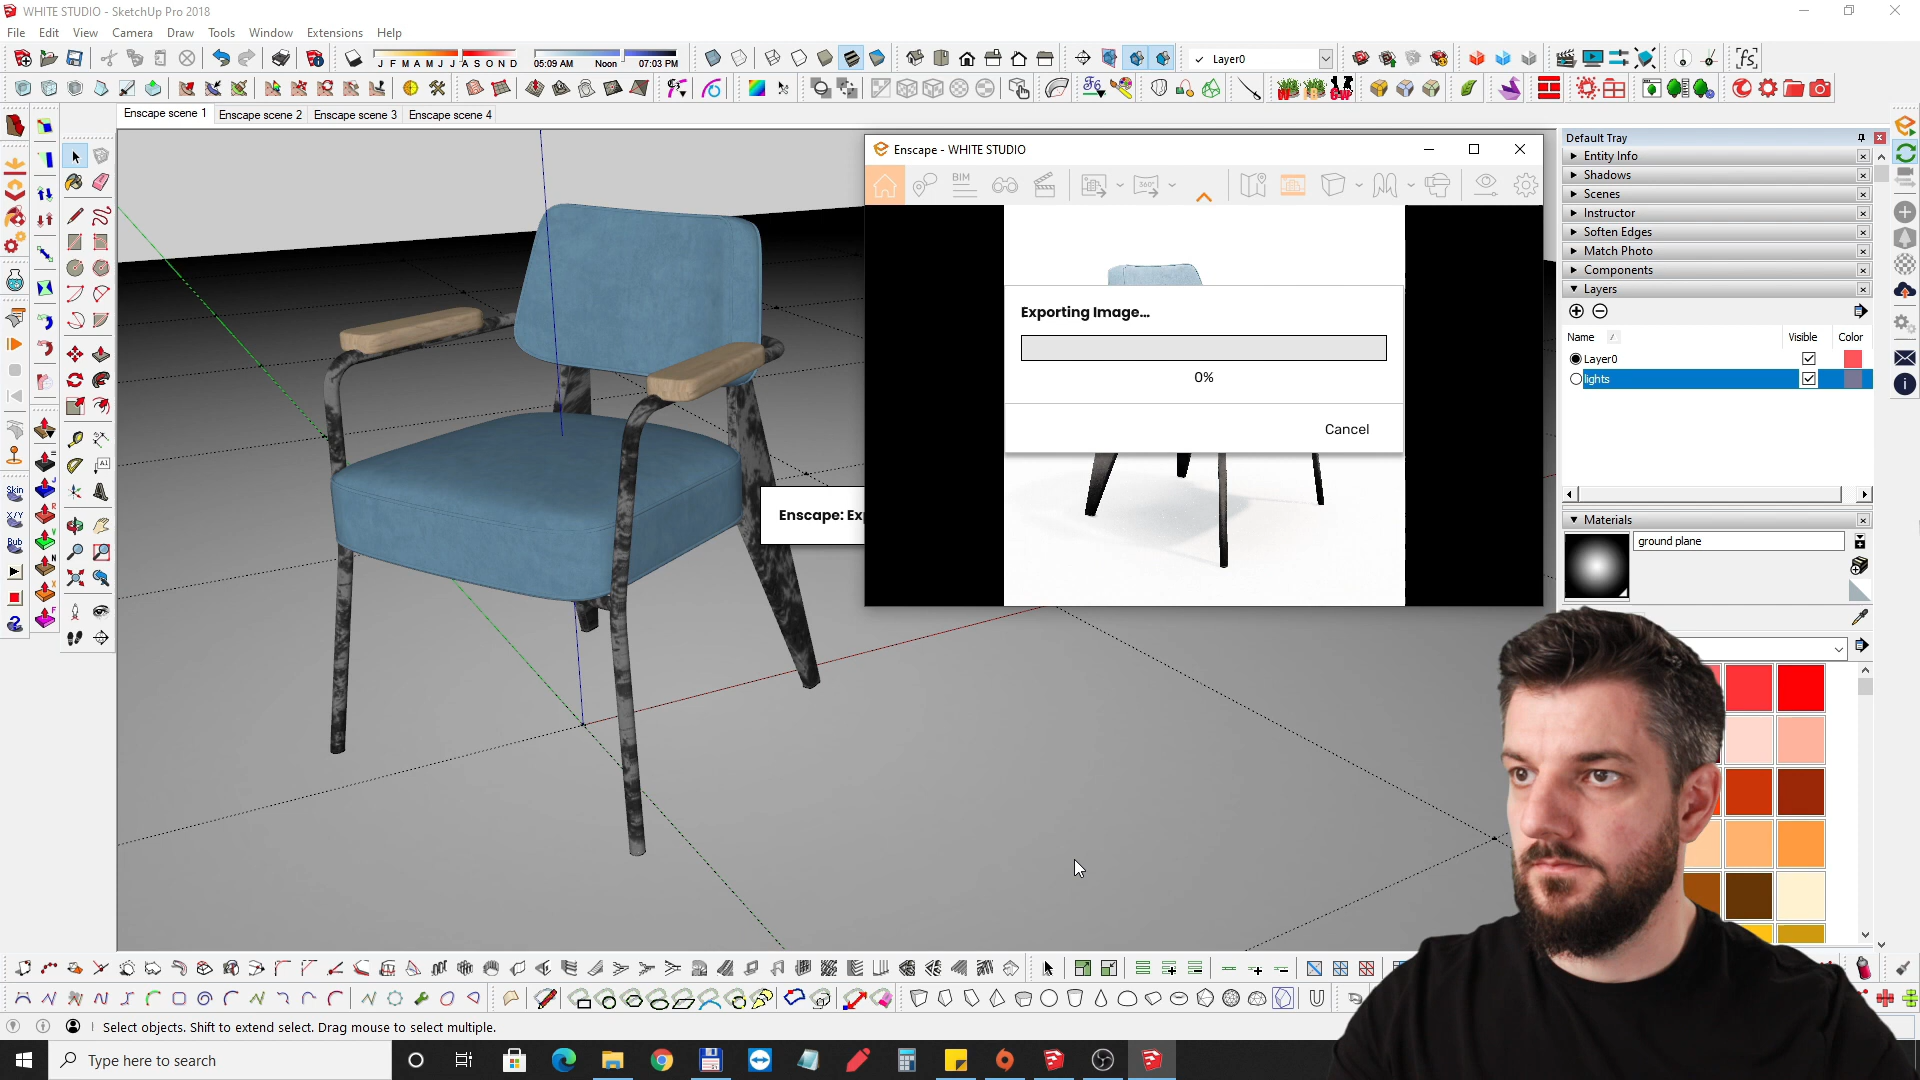 WHITE STUDIO - SketchUp Pro 2018
File Edit View Camera Draw Tools Window Extensions Help
J F M A M J J A S O N D
05:09 AM Noon 07:03 PM
Layer0
Enscape scene 1 Enscape scene 2 Enscape scene 3 Enscape scene 4
Enscape - WHITE STUDIO
BIM
360°
Exporting Image...
0%
Cancel
Enscape: Ex
Default Tray
Entity Info
Shadows
Scenes
Instructor
Soften Edges
Match Photo
Components
Layers
Name Visible Color
Layer0
lights
Materials
ground plane
Skin
X/Y
Bub
Select objects. Shift to extend select. Drag mouse to select multiple.
Type here to search